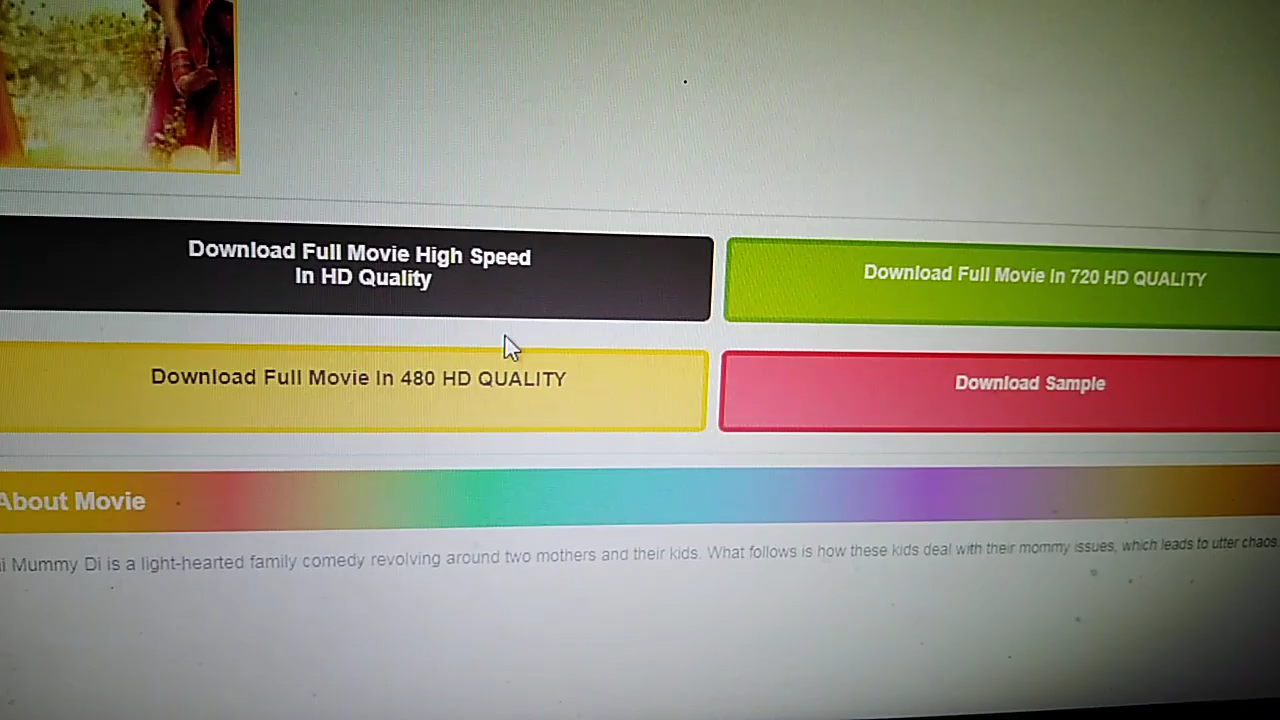 Download Full Movie High Speed
In HD Quality
Download Full Movie In 720 HD QUALITY
Download Full Movie In 480 HD QUALITY
Download Sample
About Movie
Mummy Di is a light-hearted family comedy revolving around two mothers and their kids. What follows is how these kids deal with their mommy issues, which leads to utter chaos.